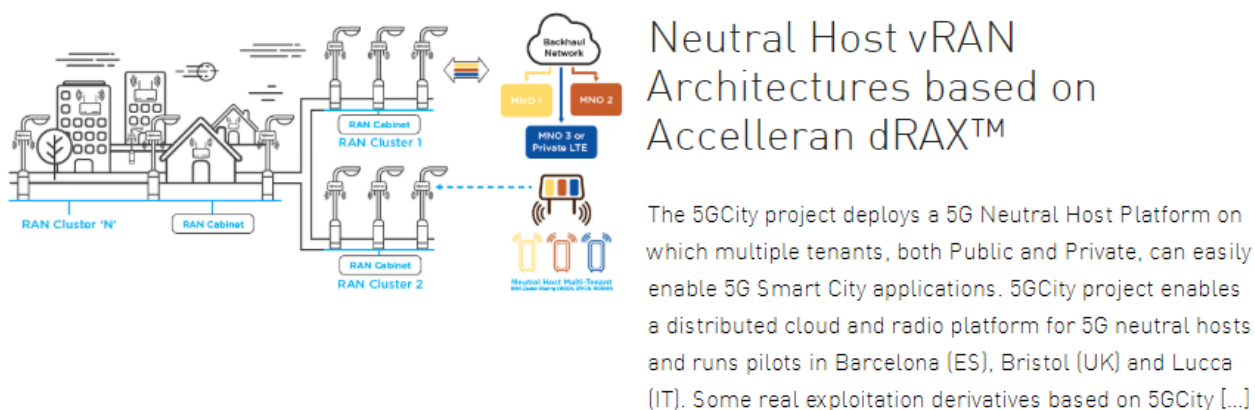 Backhaul
Network
MNO 1
MNO 2
MNO 3 or
Private LTE
RAN Cabinet
RAN Cluster 1
RAN Cluster 'N'
RAN Cabinet
RAN Cabinet
RAN Cluster 2
Neutral Host Multi-Tenant
RAN Cluster Sharing
Neutral Host vRAN
Architectures based on
Accelleran dRAX™
The 5GCity project deploys a 5G Neutral Host Platform on
which multiple tenants, both Public and Private, can easily
enable 5G Smart City applications. 5GCity project enables
a distributed cloud and radio platform for 5G neutral hosts
and runs pilots in Barcelona (ES), Bristol (UK) and Lucca
(IT). Some real exploitation derivatives based on 5GCity [...]